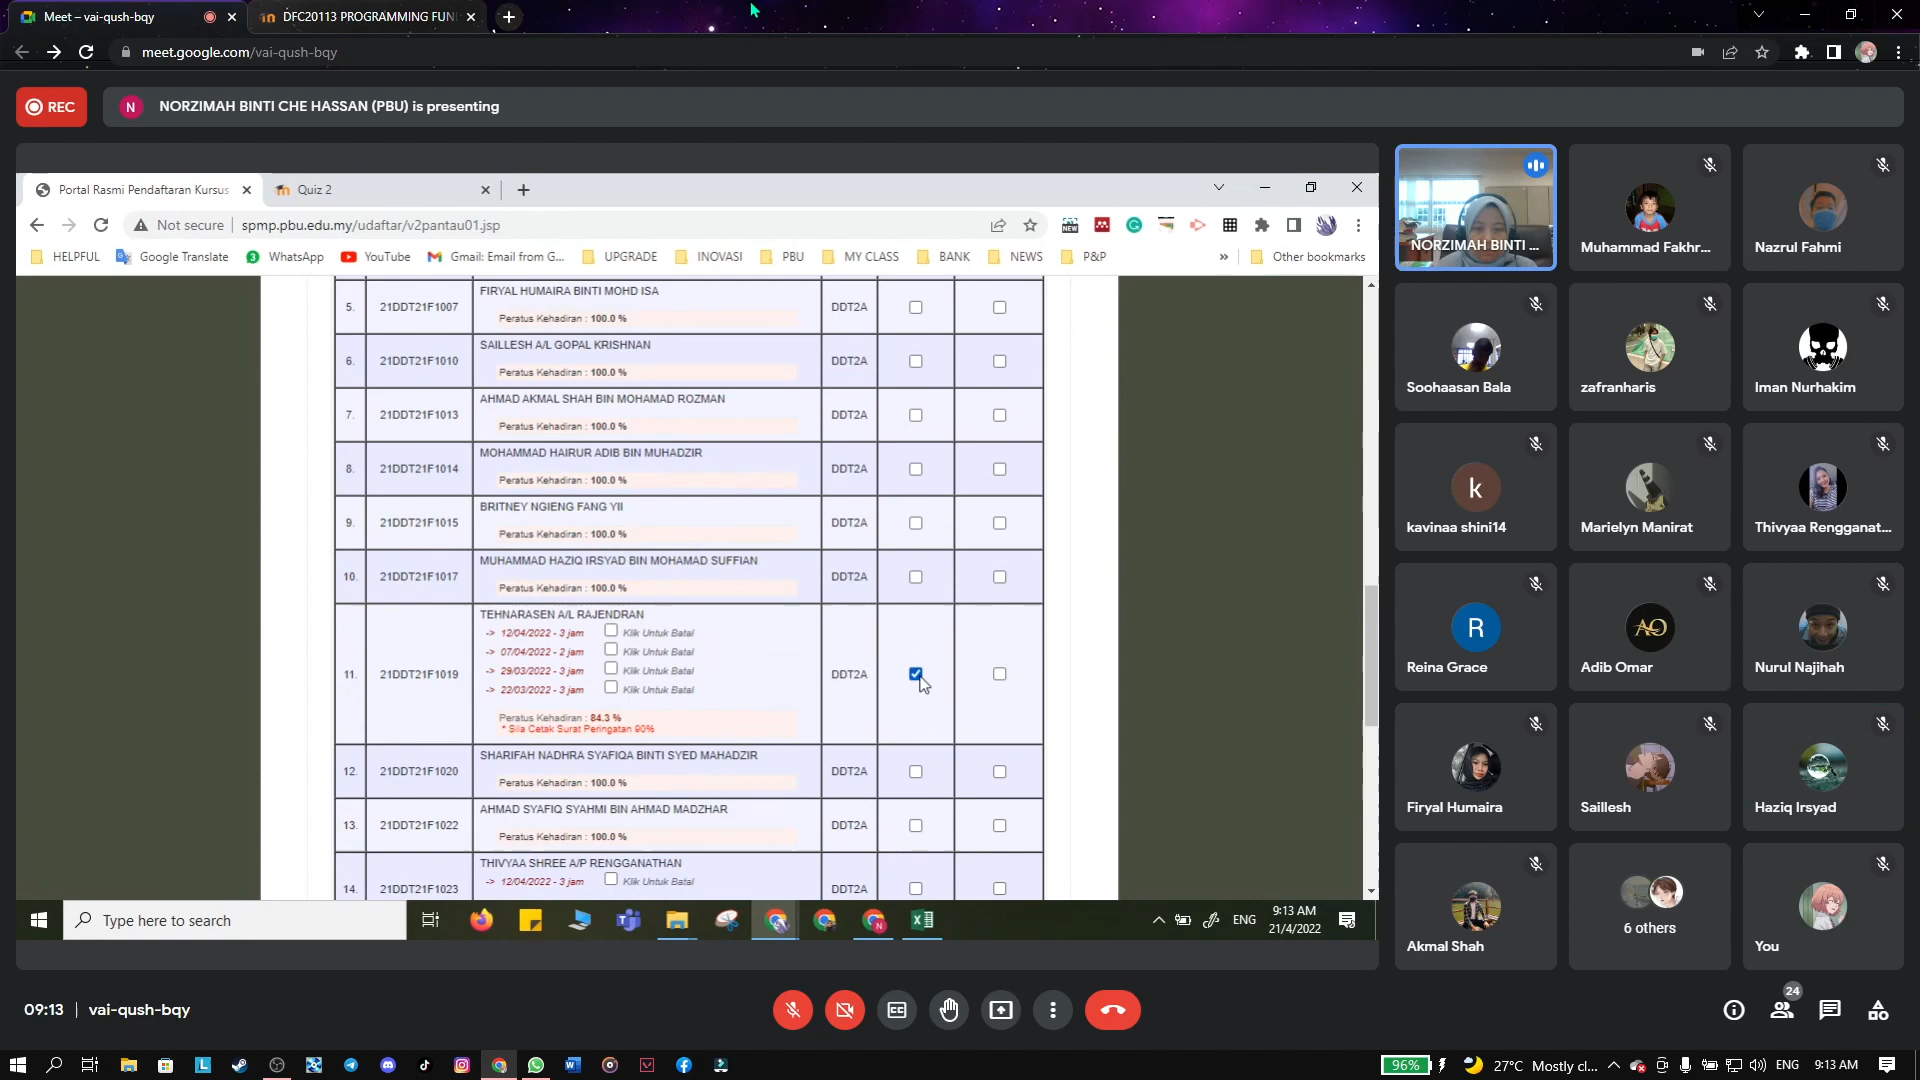 Meet – vai-qush-bqy
DFC20113 PROGRAMMING FUN
meet.google.com/vai-qush-bqy
REC
N
NORZIMAH BINTI CHE HASSAN (PBU) is presenting
Portal Rasmi Pendaftaran Kursus
Quiz 2
Not secure
spmp.pbu.edu.my/udaftar/v2pantau01.jsp
NEW
HELPFUL
Google Translate
WhatsApp
YouTube
Gmail: Email from G...
UPGRADE
INOVASI
PBU
MY CLASS
BANK
NEWS
P&P
»
Other bookmarks
5. 21DDT21F1007 FIRYAL HUMAIRA BINTI MOHD ISA DDT2A
Peratus Kehadiran : 100.0 %
6. 21DDT21F1010 SAILLESH A/L GOPAL KRISHNAN DDT2A
Peratus Kehadiran : 100.0 %
7. 21DDT21F1013 AHMAD AKMAL SHAH BIN MOHAMAD ROZMAN DDT2A
Peratus Kehadiran : 100.0 %
8. 21DDT21F1014 MOHAMMAD HAIRUR ADIB BIN MUHADZIR DDT2A
Peratus Kehadiran : 100.0 %
9. 21DDT21F1015 BRITNEY NGIENG FANG YII DDT2A
Peratus Kehadiran : 100.0 %
10. 21DDT21F1017 MUHAMMAD HAZIQ IRSYAD BIN MOHAMAD SUFFIAN DDT2A
Peratus Kehadiran : 100.0 %
11. 21DDT21F1019 TEHNARASEN A/L RAJENDRAN DDT2A
-> 12/04/2022 - 3 jam Klik Untuk Batal
-> 07/04/2022 - 2 jam Klik Untuk Batal
-> 29/03/2022 - 3 jam Klik Untuk Batal
-> 22/03/2022 - 3 jam Klik Untuk Batal
Peratus Kehadiran : 84.3 %
* Sila Cetak Surat Peringatan 90%
12. 21DDT21F1020 SHARIFAH NADHRA SYAFIQA BINTI SYED MAHADZIR DDT2A
Peratus Kehadiran : 100.0 %
13. 21DDT21F1022 AHMAD SYAFIQ SYAHMI BIN AHMAD MADZHAR DDT2A
Peratus Kehadiran : 100.0 %
14. 21DDT21F1023 THIVYAA SHREE A/P RENGGANATHAN DDT2A
-> 12/04/2022 - 3 jam Klik Untuk Batal
Type here to search
ENG
9:13 AM
21/4/2022
NORZIMAH BINTI ...
Muhammad Fakhr...
Nazrul Fahmi
Soohaasan Bala
zafranharis
Iman Nurhakim
k
kavinaa shini14
Marielyn Manirat
Thivyaa Rengganat...
R
Reina Grace
AO
Adib Omar
Nurul Najihah
Firyal Humaira
Saillesh
Haziq Irsyad
Akmal Shah
6 others
You
09:13 | vai-qush-bqy
24
96%
27°C Mostly cl...
ENG
9:13 AM